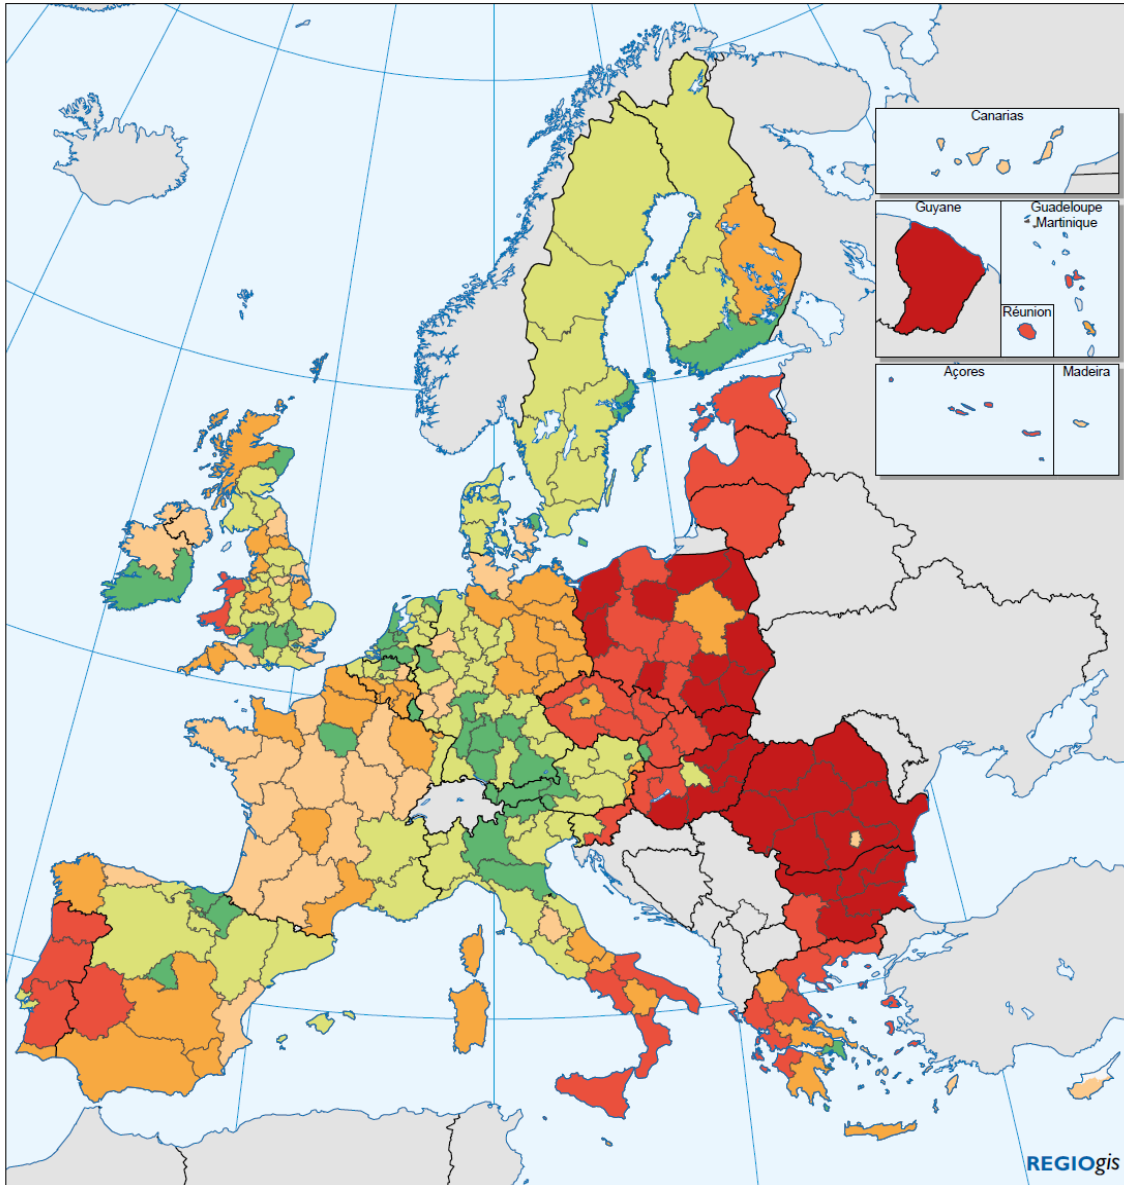 Canarias
Guyane
Guadeloupe
Martinique
Réunion
Açores
Madeira
REGIOgis